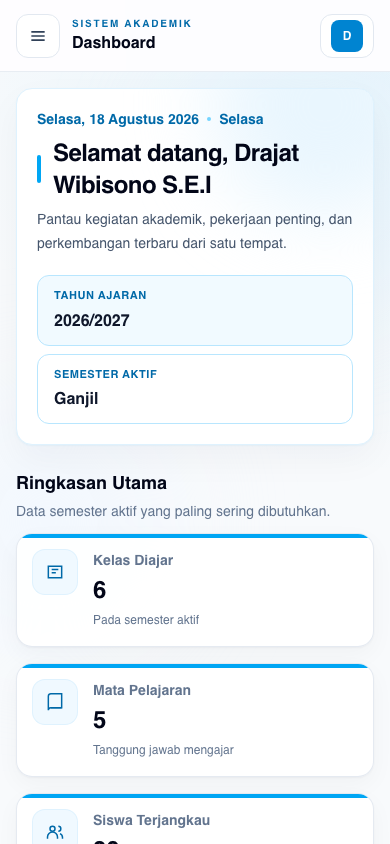 SISTEM AKADEMIK
Dashboard
D
Selasa, 18 Agustus 2026 • Selasa
Selamat datang, Drajat
Wibisono S.E.I
Pantau kegiatan akademik, pekerjaan penting, dan
perkembangan terbaru dari satu tempat.
TAHUN AJARAN
2026/2027
SEMESTER AKTIF
Ganjil
Ringkasan Utama
Data semester aktif yang paling sering dibutuhkan.
Kelas Diajar
6
Pada semester aktif
Mata Pelajaran
5
Tanggung jawab mengajar
Siswa Terjangkau